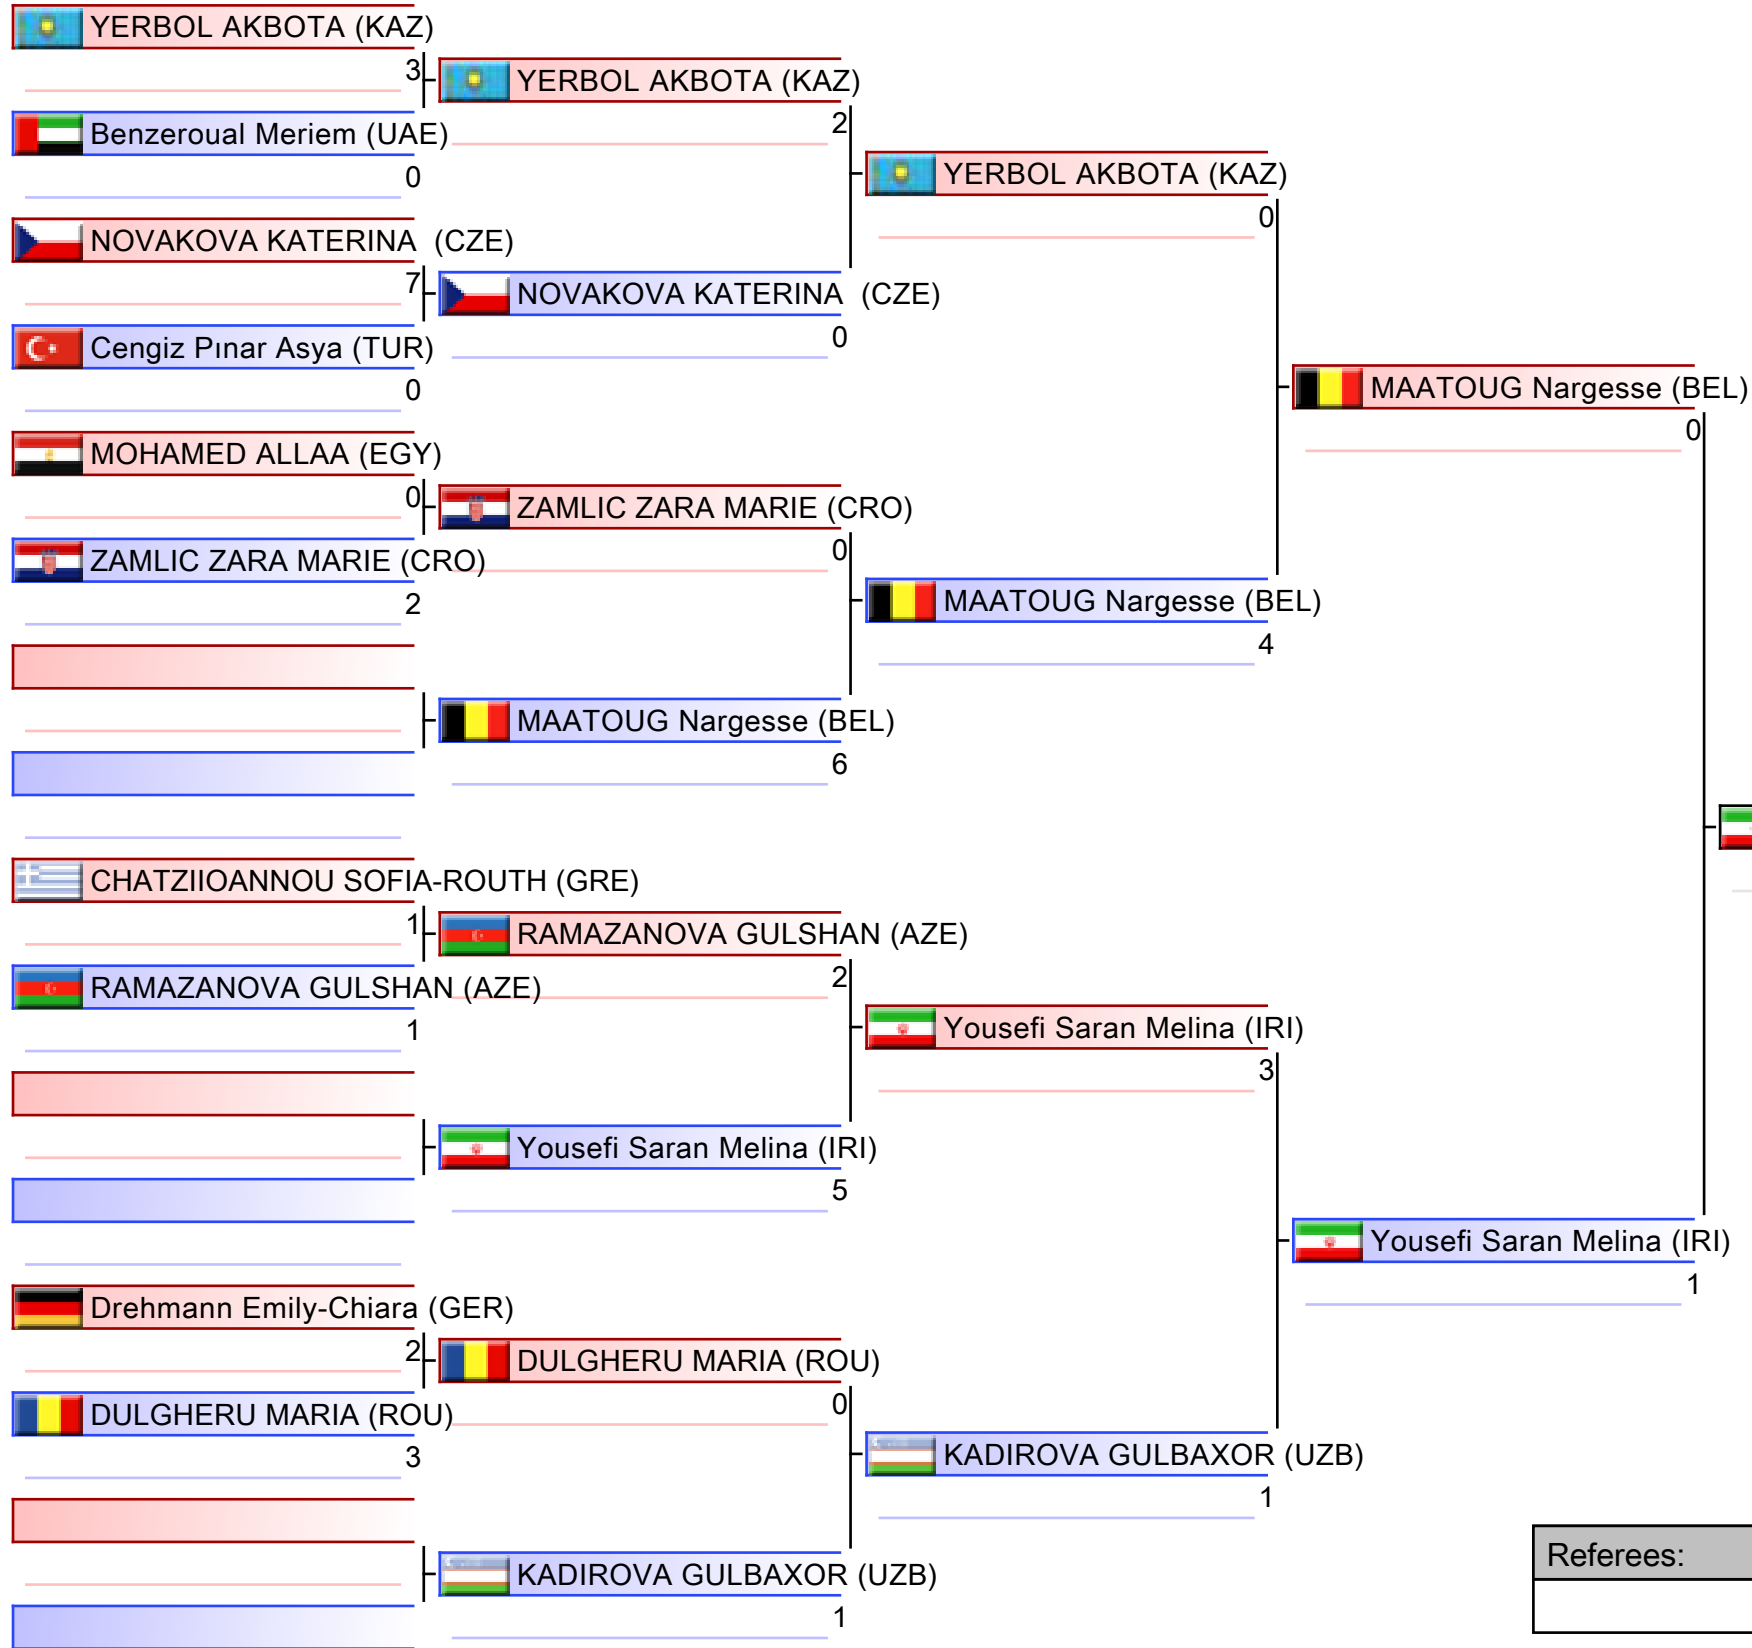 YERBOL AKBOTA (KAZ)
3
Benzeroual Meriem (UAE)
0
NOVAKOVA KATERINA  (CZE)
7
Cengiz Pınar Asya (TUR)
0
MOHAMED ALLAA (EGY)
0
ZAMLIC ZARA MARIE (CRO)
2
CHATZIIOANNOU SOFIA-ROUTH (GRE)
1
RAMAZANOVA GULSHAN (AZE)
1
Drehmann Emily-Chiara (GER)
2
DULGHERU MARIA (ROU)
3
YERBOL AKBOTA (KAZ)
2
NOVAKOVA KATERINA  (CZE)
0
ZAMLIC ZARA MARIE (CRO)
0
MAATOUG Nargesse (BEL)
6
RAMAZANOVA GULSHAN (AZE)
2
Yousefi Saran Melina (IRI)
5
DULGHERU MARIA (ROU)
0
KADIROVA GULBAXOR (UZB)
1
YERBOL AKBOTA (KAZ)
0
MAATOUG Nargesse (BEL)
4
Yousefi Saran Melina (IRI)
3
KADIROVA GULBAXOR (UZB)
1
MAATOUG Nargesse (BEL)
0
Yousefi Saran Melina (IRI)
1
Referees: